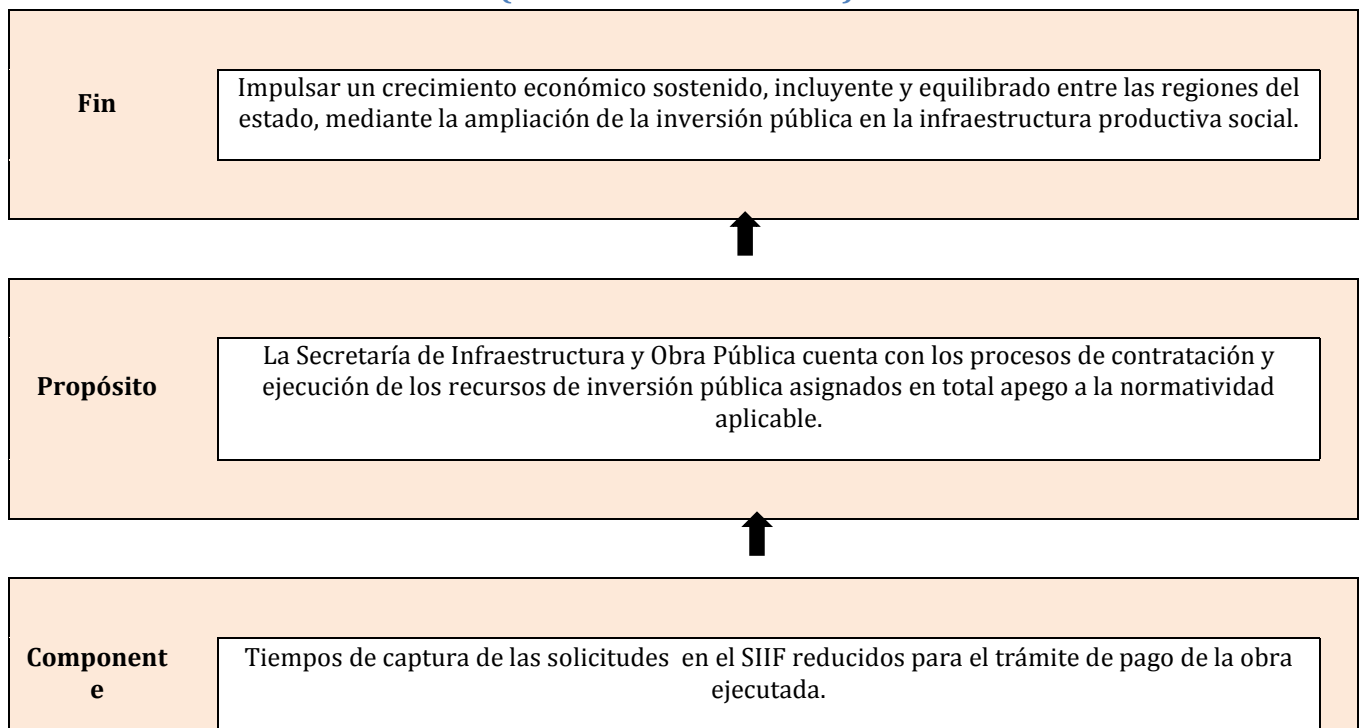 Fin
Impulsar un crecimiento económico sostenido, incluyente y equilibrado entre las regiones del
estado, mediante la ampliación de la inversión pública en la infraestructura productiva social.
Propósito
La Secretaría de Infraestructura y Obra Pública cuenta con los procesos de contratación y
ejecución de los recursos de inversión pública asignados en total apego a la normatividad
aplicable.
Component
e
Tiempos de captura de las solicitudes en el SIIF reducidos para el trámite de pago de la obra
ejecutada.